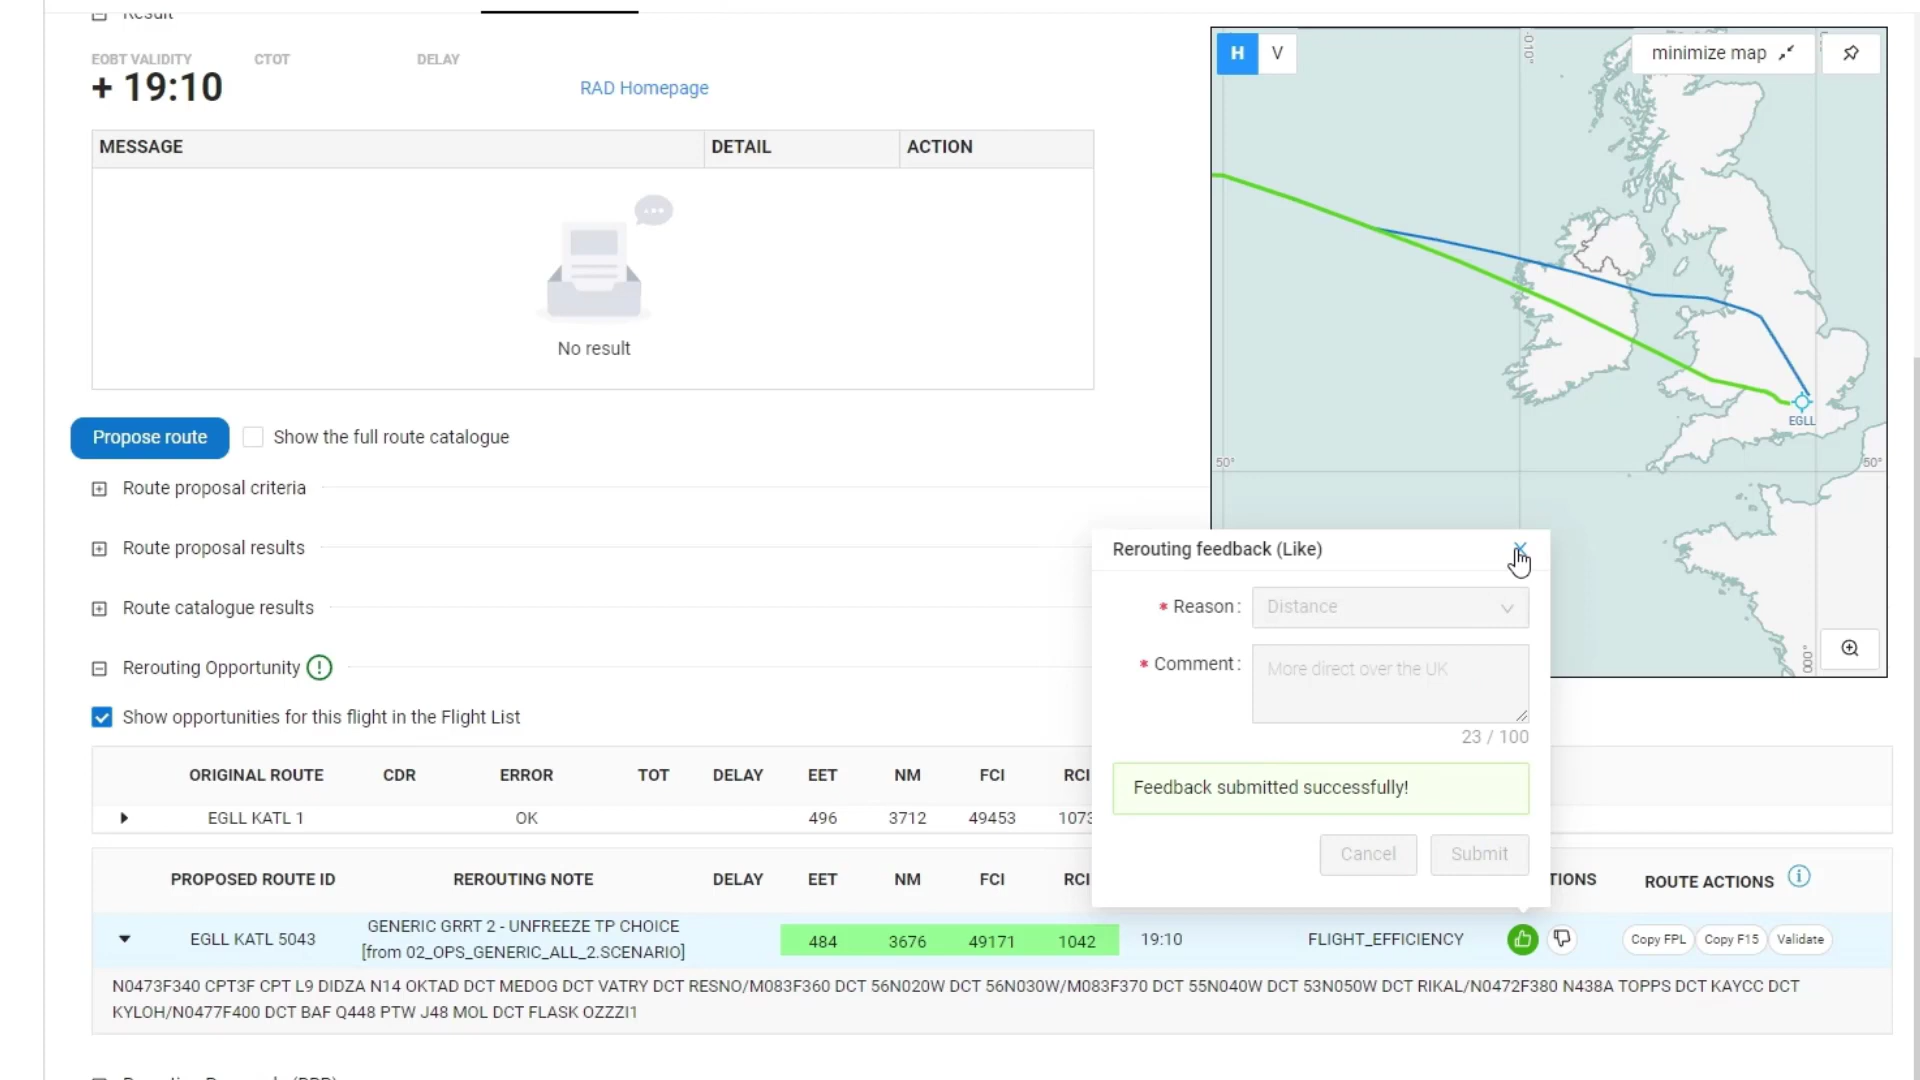 Result
EOBT VALIDITY CTOT DELAY
+ 19:10
RAD Homepage
MESSAGE DETAIL ACTION
No result
Propose route Show the full route catalogue
Route proposal criteria
Route proposal results
Route catalogue results
Rerouting Opportunity
Show opportunities for this flight in the Flight List
ORIGINAL ROUTE CDR ERROR TOT DELAY EET NM FCI RCI
EGLL KATL 1 OK 496 3712 49453 1073
PROPOSED ROUTE ID REROUTING NOTE DELAY EET NM FCI RCI TIONS ROUTE ACTIONS
EGLL KATL 5043 GENERIC GRRT 2 - UNFREEZE TP CHOICE
[from 02_OPS_GENERIC_ALL_2.SCENARIO] 484 3676 49171 1042 19:10 FLIGHT_EFFICIENCY Copy FPL Copy F15 Validate
N0473F340 CPT3F CPT L9 DIDZA N14 OKTAD DCT MEDOG DCT VATRY DCT RESNO/M083F360 DCT 56N020W DCT 56N030W/M083F370 DCT 55N040W DCT 53N050W DCT RIKAL/N0472F380 N438A TOPPS DCT KAYCC DCT
KYLOH/N0477F400 DCT BAF Q448 PTW J48 MOL DCT FLASK OZZZI1
H V
minimize map
-010°
EGLL
50° 50°
000°
Rerouting feedback (Like)
* Reason : Distance
* Comment : More direct over the UK
23 / 100
Feedback submitted successfully!
Cancel Submit